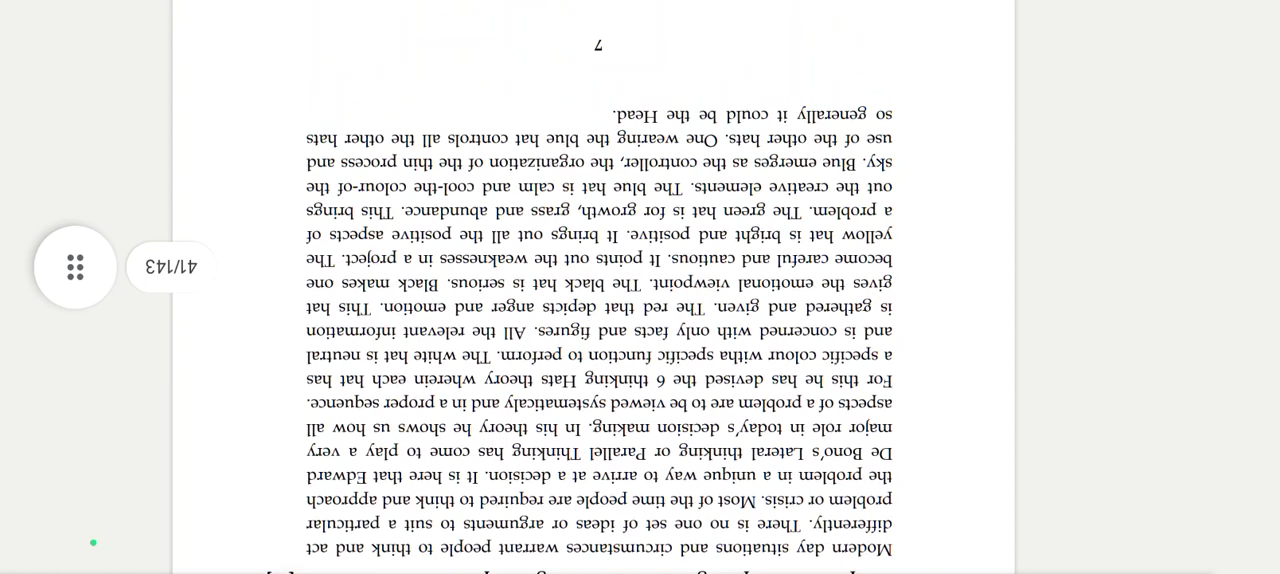 Modern day situations and circumstances warrant people to think and act
differently. There is no one set of ideas or arguments to suit a particular
problem or crisis. Most of the time people are required to think and approach
the problem in a unique way to arrive at a decision. It is here that Edward
De Bono's Lateral thinking or Parallel Thinking has come to play a very
major role in today's decision making. In his theory he shows us how all
aspects of a problem are to be viewed systematicaly and in a proper sequence.
For this he has devised the 6 thinking Hats theory wherein each hat has
a specific colour witha specific function to perform. The white hat is neutral
and is concerned with only facts and figures. All the relevant information
is gathered and given. The red that depicts anger and emotion. This hat
gives the emotional viewpoint. The black hat is serious. Black makes one
become careful and cautious. It points out the weaknesses in a project. The
yellow hat is bright and positive. It brings out all the positive aspects of
a problem. The green hat is for growth, grass and abundance. This brings
out the creative elements. The blue hat is calm and cool-the colour-of the
sky. Blue emerges as the controller, the organization of the thin process and
use of the other hats. One wearing the blue hat controls all the other hats
so generally it could be the Head.
7
41/143